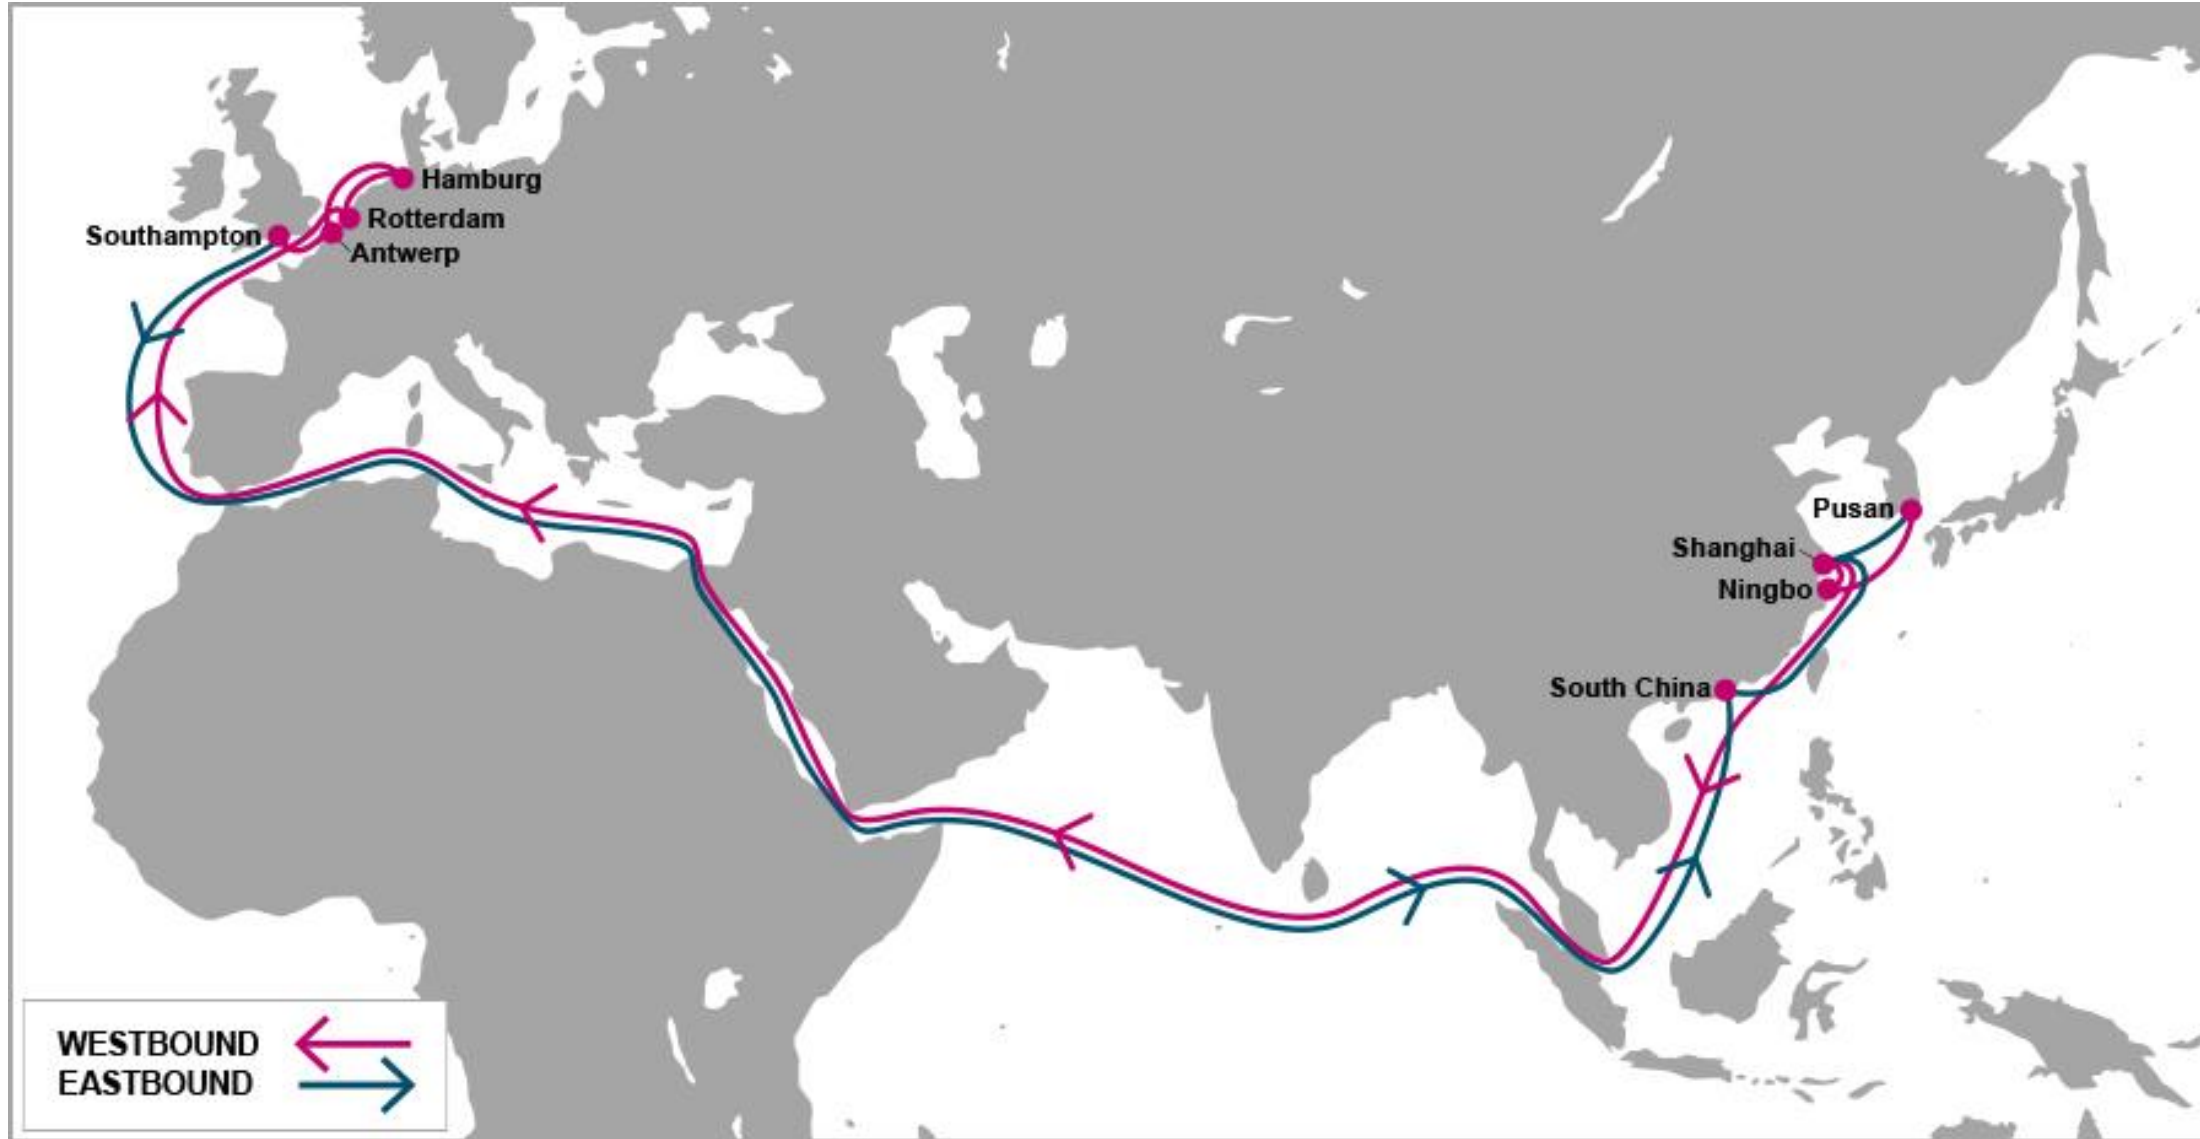 Hamburg
Rotterdam
Southampton
Antwerp
Pusan
Shanghai
Ningbo
South China
WESTBOUND
EASTBOUND